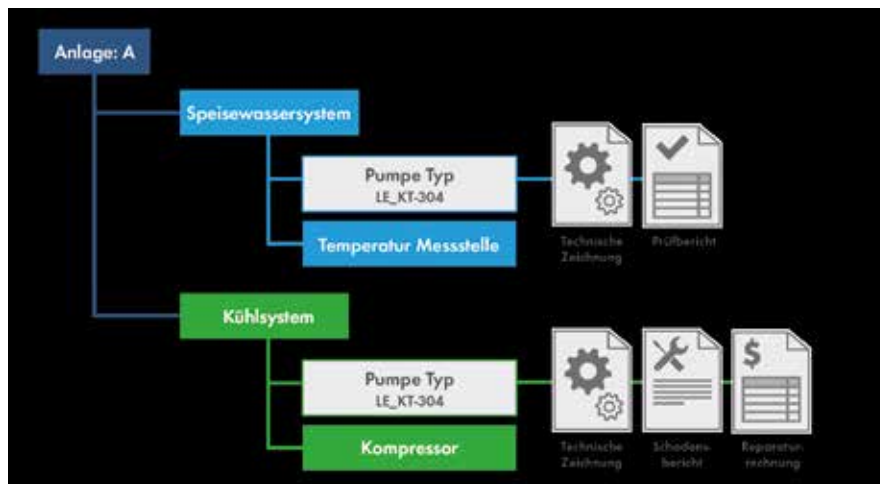 Anlage: A
Speisewassersystem
Pumpe Typ
LE_KT-304
Technische
Zeichnung
Prüfbericht
Temperatur Messstelle
Kühlsystem
Pumpe Typ
LE_KT-304
$
Technische
Zeichnung
Schadens-
bericht
Reparatur-
rechnung
Kompressor